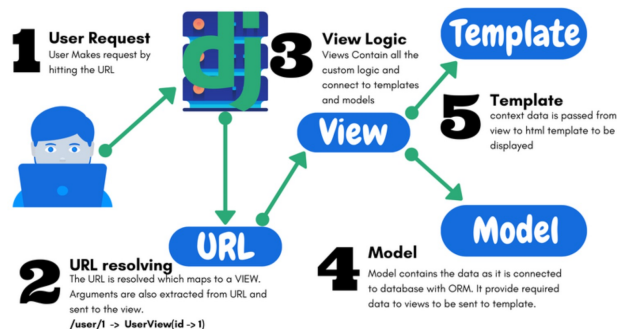 1
User Request
User Makes request by
hitting the URL
dj
3
View Logic
Views Contain all the
custom logic and
connect to templates
and models
Template
5
Template
context data is passed from
view to html template to be
displayed
View
URL
2
URL resolving
The URL is resolved which maps to a VIEW.
Arguments are also extracted from URL and
sent to the view.
/user/1 -> UserView(id -> 1)
Model
4
Model
Model contains the data as it is connected
to database with ORM. It provide required
data to views to be sent to template.